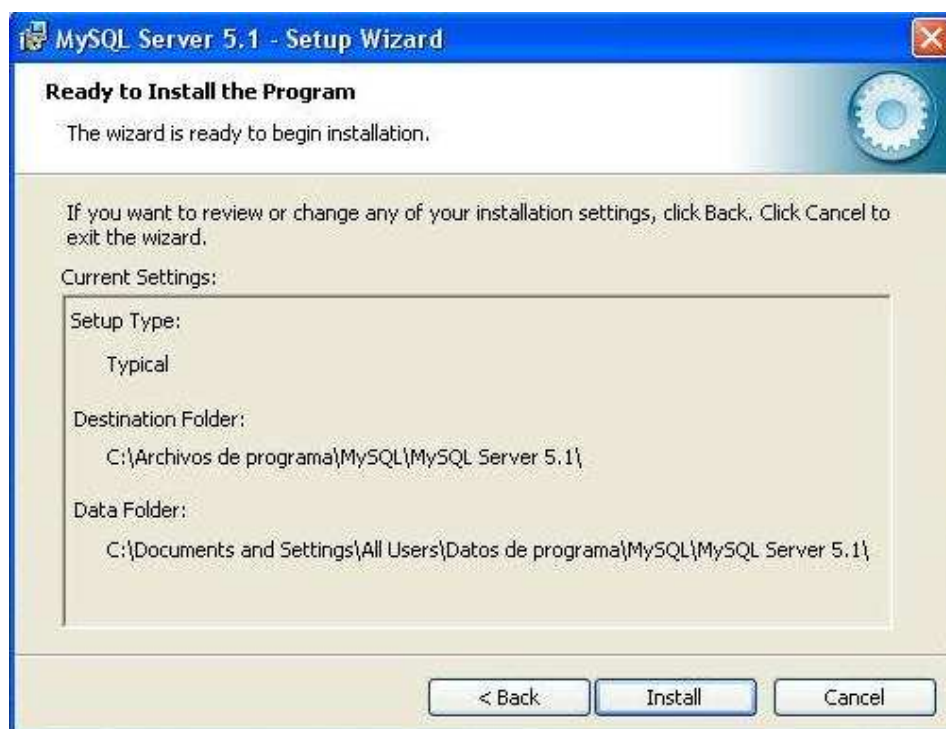 MySQL Server 5.1 - Setup Wizard
Ready to Install the Program
The wizard is ready to begin installation.
If you want to review or change any of your installation settings, click Back. Click Cancel to
exit the wizard.
Current Settings:
Setup Type:
Typical
Destination Folder:
C:\Archivos de programa\MySQL\MySQL Server 5.1\
Data Folder:
C:\Documents and Settings\All Users\Datos de programa\MySQL\MySQL Server 5.1\
< Back
Install
Cancel